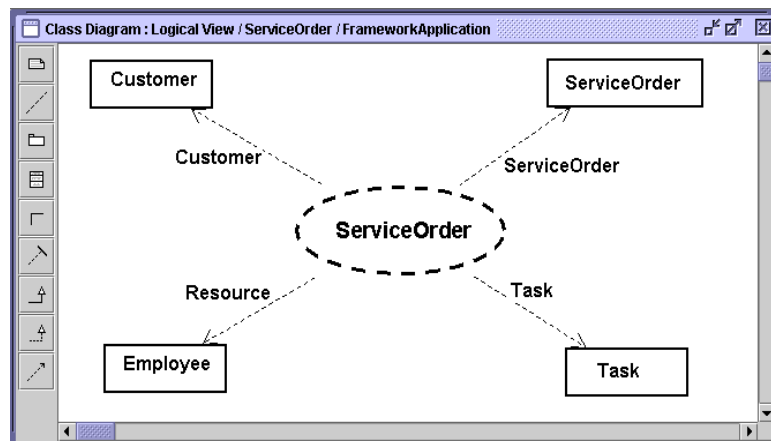 Class Diagram : Logical View / ServiceOrder / FrameworkApplication
Customer
ServiceOrder
Customer
ServiceOrder
ServiceOrder
Resource
Task
Employee
Task